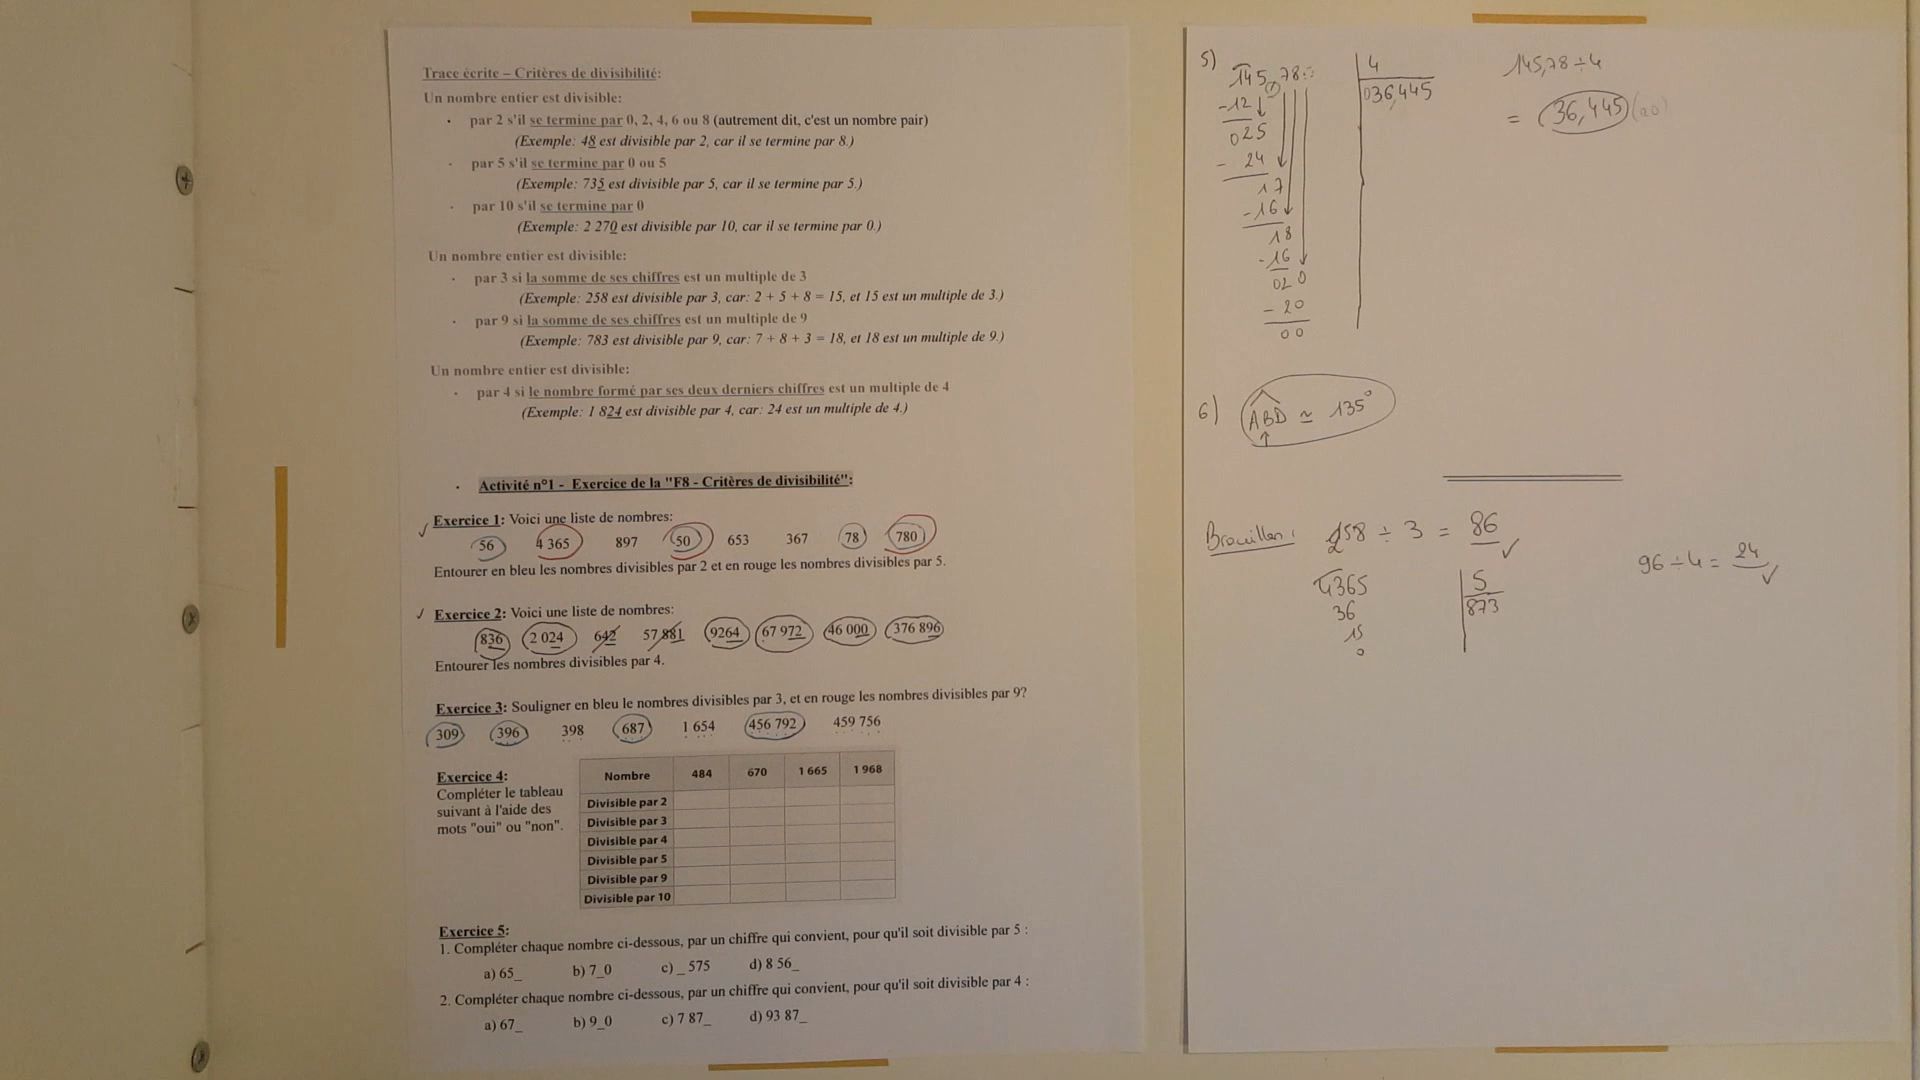 Trace écrite – Critères de divisibilité:
Un nombre entier est divisible:
· par 2 s'il se termine par 0, 2, 4, 6 ou 8 (autrement dit, c'est un nombre pair)
(Exemple: 48 est divisible par 2, car il se termine par 8.)
· par 5 s'il se termine par 0 ou 5
(Exemple: 735 est divisible par 5, car il se termine par 5.)
· par 10 s'il se termine par 0
(Exemple: 2 270 est divisible par 10, car il se termine par 0.)
Un nombre entier est divisible:
· par 3 si la somme de ses chiffres est un multiple de 3
(Exemple: 258 est divisible par 3, car: 2 + 5 + 8 = 15, et 15 est un multiple de 3.)
· par 9 si la somme de ses chiffres est un multiple de 9
(Exemple: 783 est divisible par 9, car: 7 + 8 + 3 = 18, et 18 est un multiple de 9.)
Un nombre entier est divisible:
· par 4 si le nombre formé par ses deux derniers chiffres est un multiple de 4
(Exemple: 1 824 est divisible par 4, car: 24 est un multiple de 4.)
· Activité n°1 - Exercice de la "F8 - Critères de divisibilité":
Exercice 1: Voici une liste de nombres:
56 4 365 897 50 653 367 78 780
Entourer en bleu les nombres divisibles par 2 et en rouge les nombres divisibles par 5.
Exercice 2: Voici une liste de nombres:
836 2 024 642 57 881 9264 67 972 46 000 376 896
Entourer les nombres divisibles par 4.
Exercice 3: Souligner en bleu le nombres divisibles par 3, et en rouge les nombres divisibles par 9?
309 396 398 687 1 654 456 792 459 756
Exercice 4:
Compléter le tableau
suivant à l'aide des
mots "oui" ou "non".
Nombre 484 670 1 665 1 968
Divisible par 2
Divisible par 3
Divisible par 4
Divisible par 5
Divisible par 9
Divisible par 10
Exercice 5:
1. Compléter chaque nombre ci-dessous, par un chiffre qui convient, pour qu'il soit divisible par 5 :
a) 65_ b) 7_0 c) _ 575 d) 8 56_
2. Compléter chaque nombre ci-dessous, par un chiffre qui convient, pour qu'il soit divisible par 4 :
a) 67_ b) 9_0 c) 7 87_ d) 93 87_
5) 145,78 4
036,445
-12
025
- 24
17
-16
18
-16
020
- 20
00
145,78 ÷ 4
= 36,445
6) ABD ≃ 135°
Brouillon: 258 ÷ 3 = 86
96 ÷ 4 = 24
4365 5
36 873
15
0